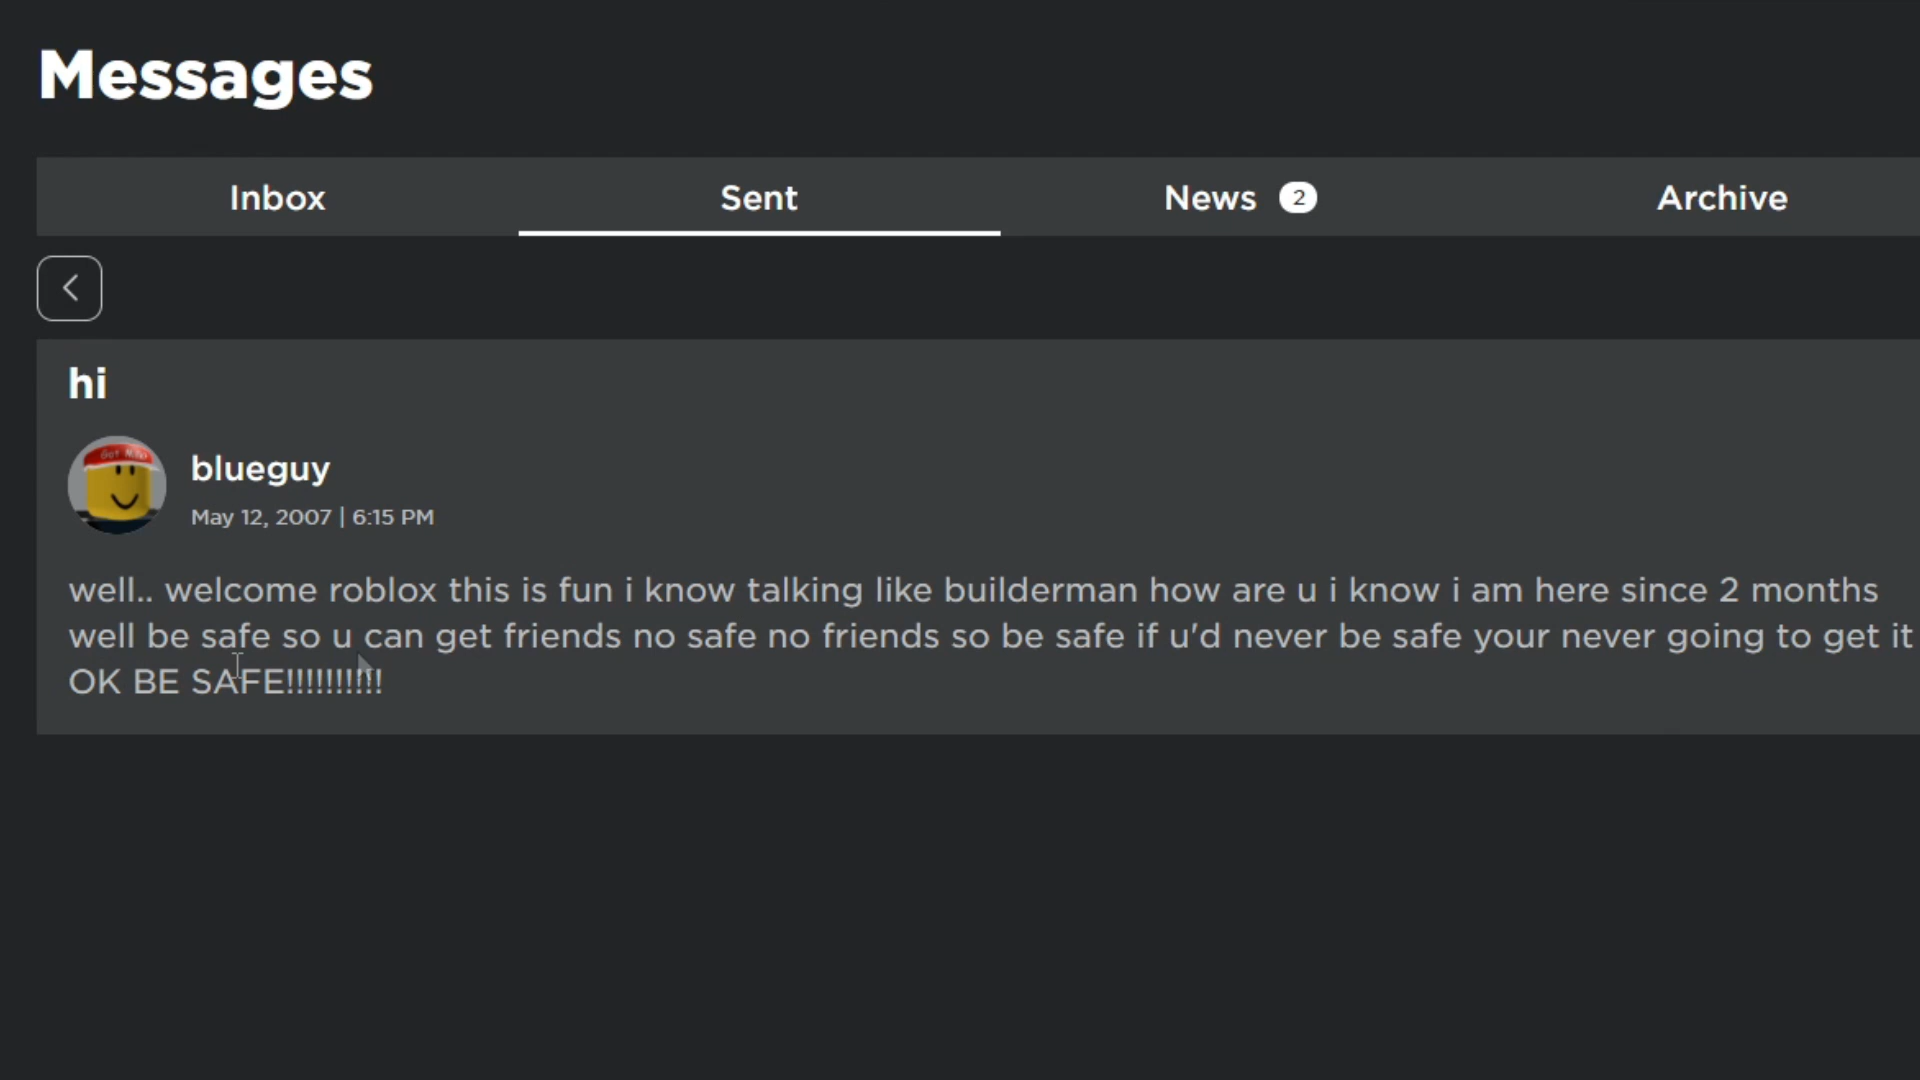 Messages
Inbox Sent News 2 Archive
hi
Got Milk?
blueguy
May 12, 2007 | 6:15 PM
well.. welcome roblox this is fun i know talking like builderman how are u i know i am here since 2 months
well be safe so u can get friends no safe no friends so be safe if u'd never be safe your never going to get it
OK BE SAFE!!!!!!!!!!